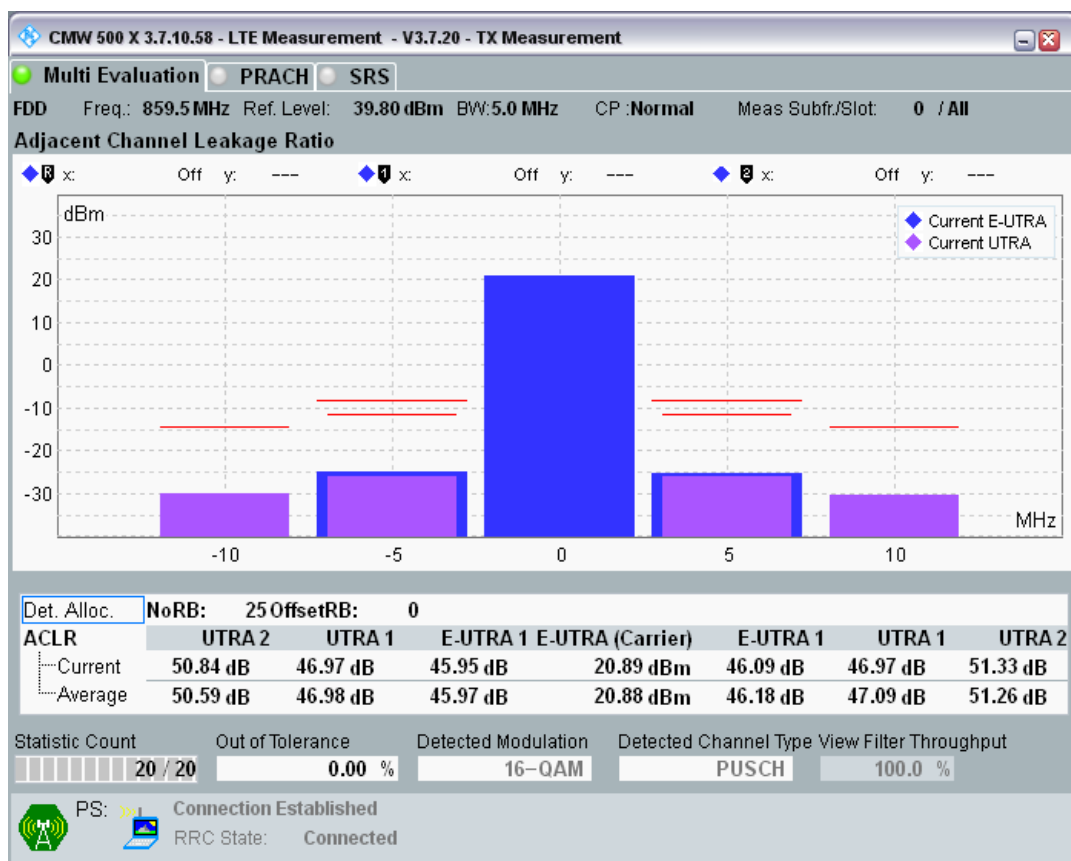 CMW 500 X 3.7.10.58 - LTE Measurement - V3.7.20 - TX Measurement
Multi Evaluation PRACH SRS
FDD Freq.: 859.5 MHz Ref. Level: 39.80 dBm BW:5.0 MHz CP :Normal Meas Subfr./Slot: 0 / All
Adjacent Channel Leakage Ratio
R x: Off y: --- 1 x: Off y: --- 2 x: Off y: ---
dBm
Current E-UTRA
Current UTRA
30
20
10
0
-10
-20
-30
MHz
-10 -5 0 5 10
Det. Alloc. NoRB: 25 OffsetRB: 0
ACLR UTRA 2 UTRA 1 E-UTRA 1 E-UTRA (Carrier) E-UTRA 1 UTRA 1 UTRA 2
Current 50.84 dB 46.97 dB 45.95 dB 20.89 dBm 46.09 dB 46.97 dB 51.33 dB
Average 50.59 dB 46.98 dB 45.97 dB 20.88 dBm 46.18 dB 47.09 dB 51.26 dB
Statistic Count Out of Tolerance Detected Modulation Detected Channel Type View Filter Throughput
20 / 20 0.00 % 16-QAM PUSCH 100.0 %
PS: Connection Established
RRC State: Connected